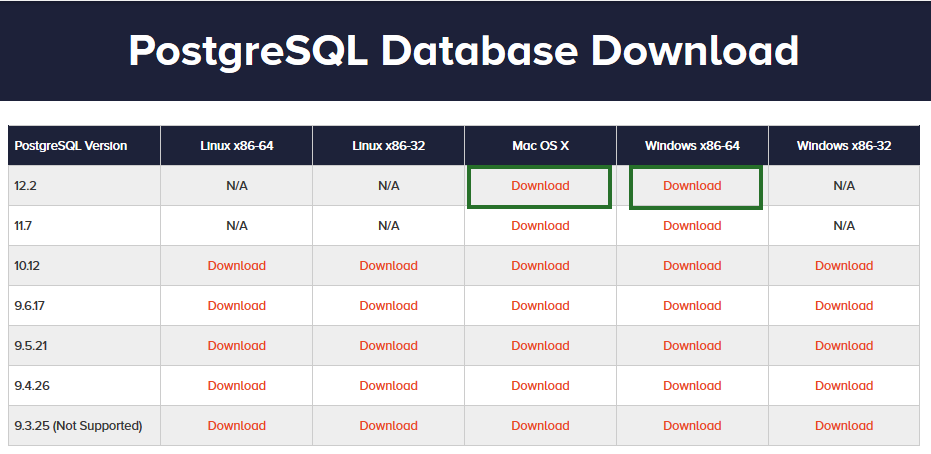 PostgreSQL Database Download
PostgreSQL Version Linux x86-64 Linux x86-32 Mac OS X Windows x86-64 Windows x86-32
12.2 N/A N/A Download Download N/A
11.7 N/A N/A Download Download N/A
10.12 Download Download Download Download Download
9.6.17 Download Download Download Download Download
9.5.21 Download Download Download Download Download
9.4.26 Download Download Download Download Download
9.3.25 (Not Supported) Download Download Download Download Download